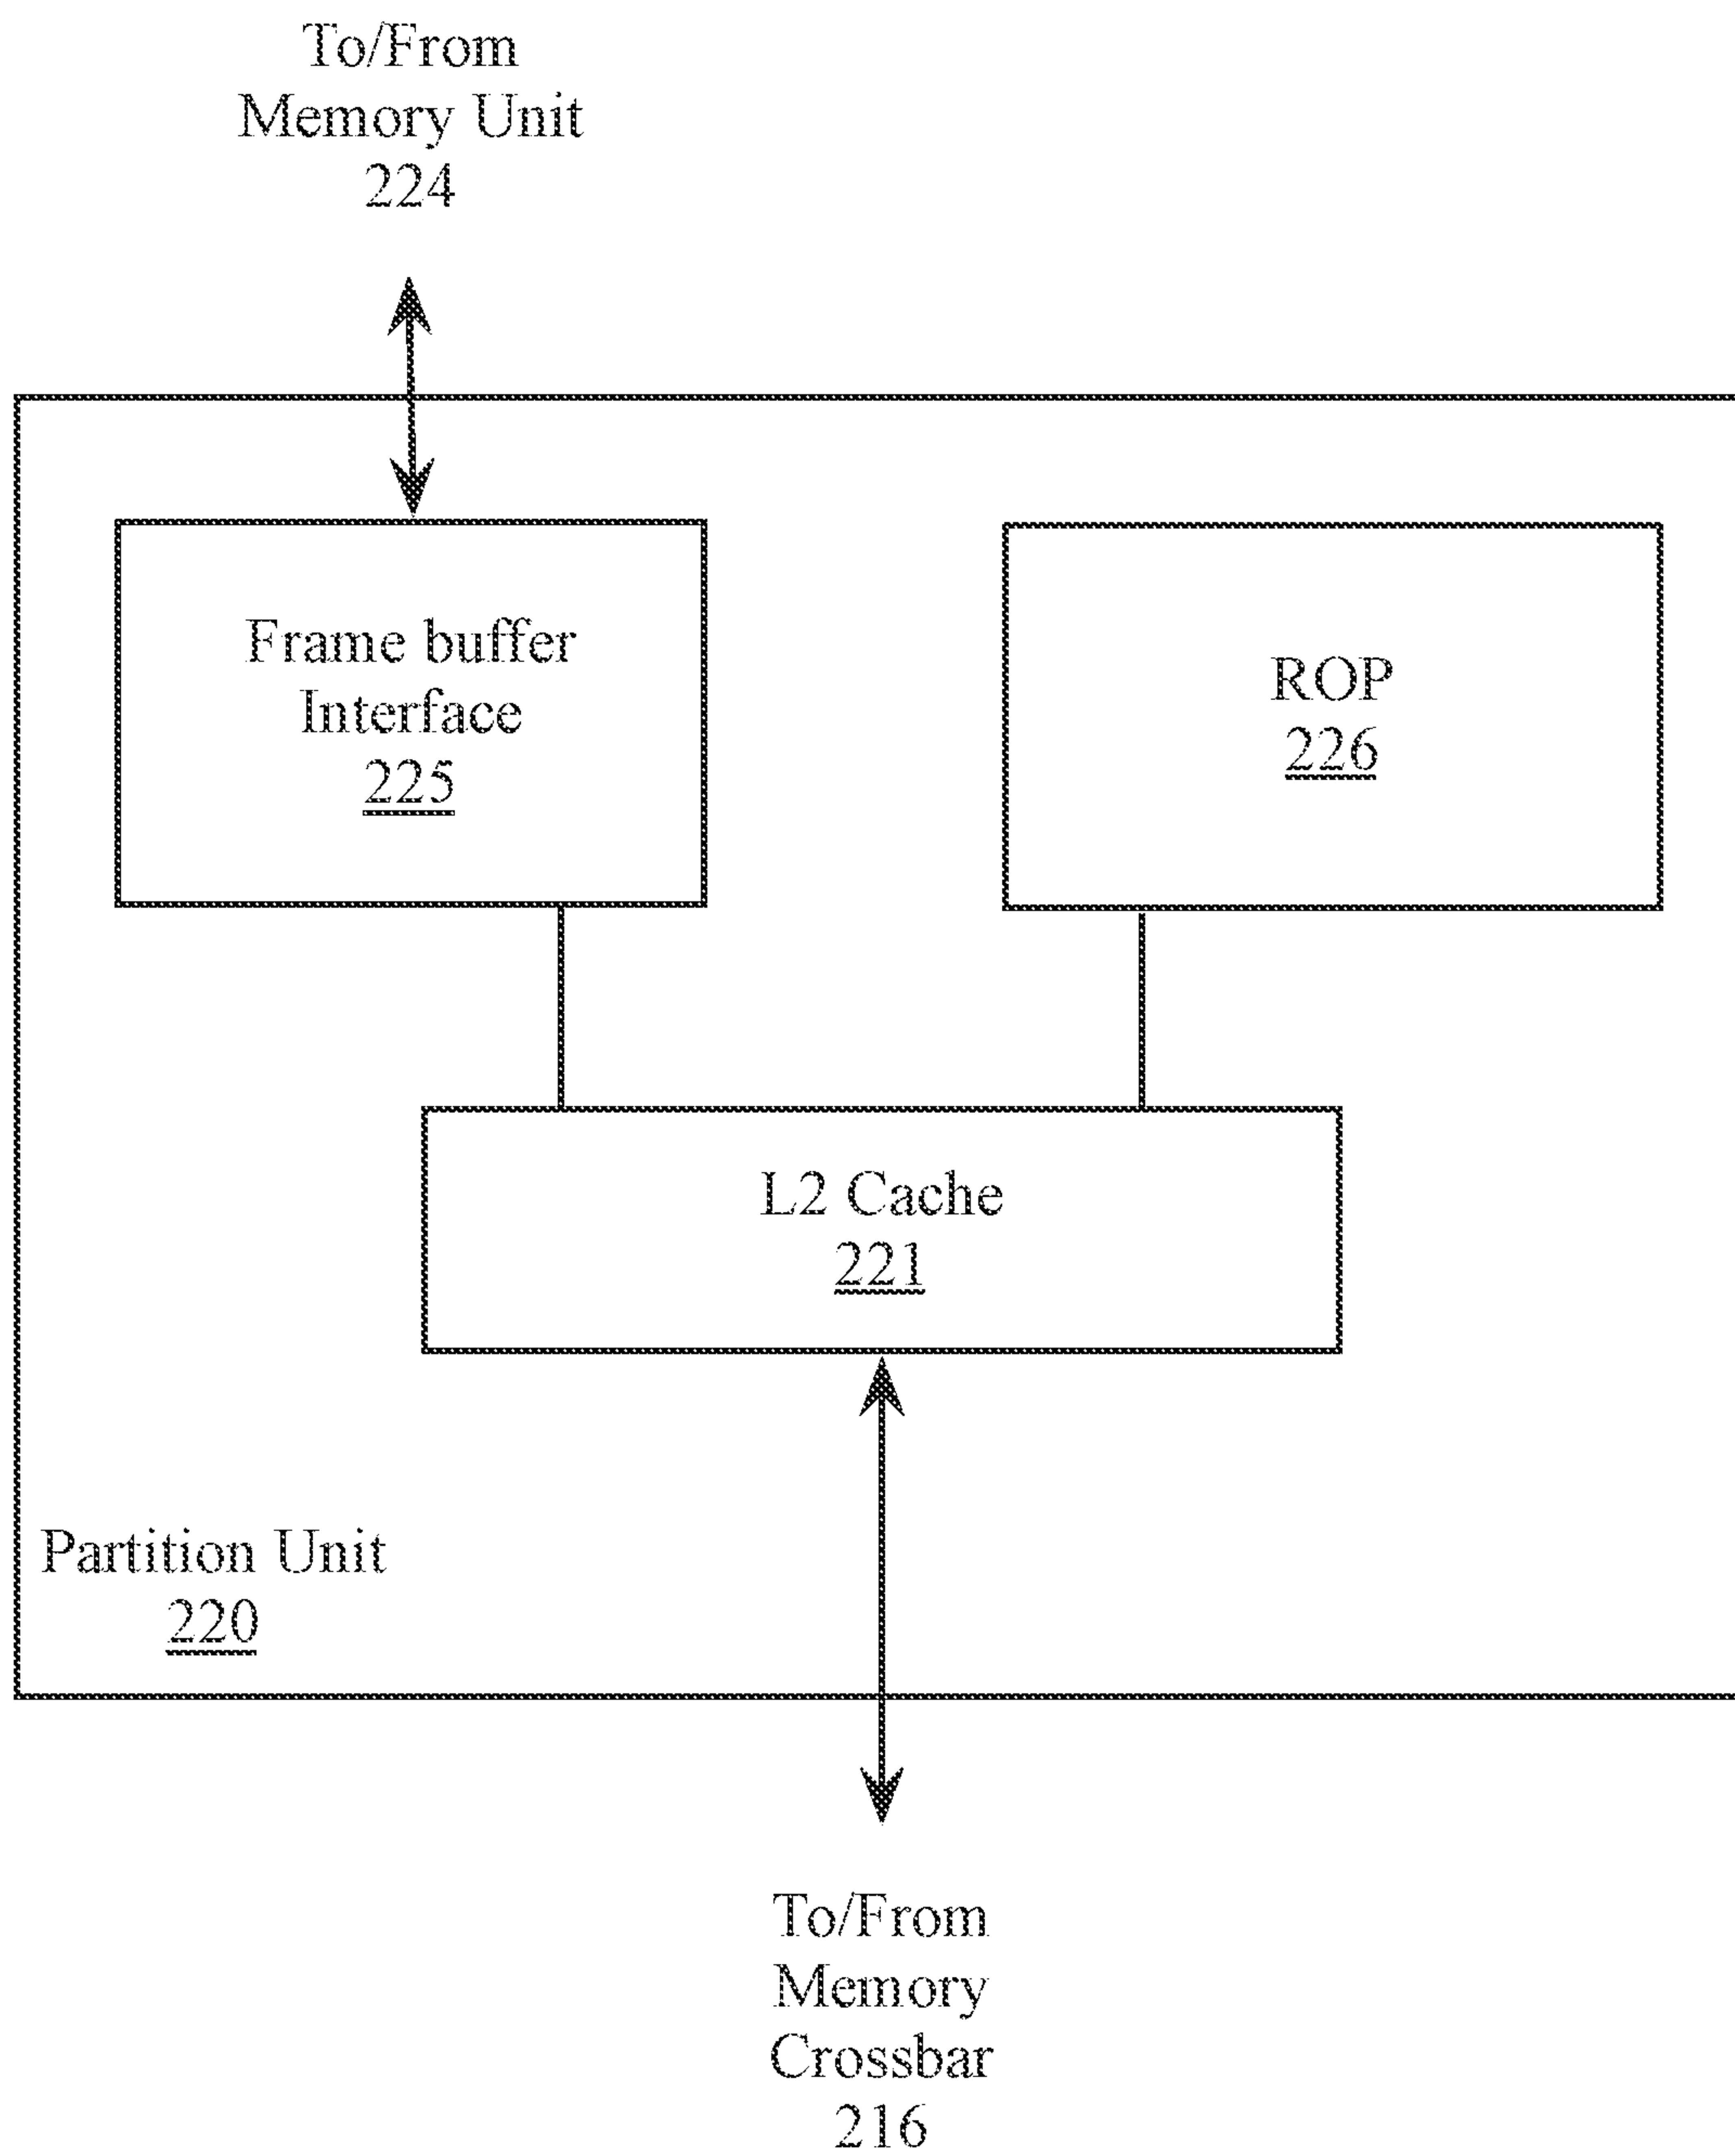 To/From
Memory Unit
224
Frame buffer
Interface
225
ROP
226
L2 Cache
221
Partition Unit
220
To/From
Memory
Crossbar
216